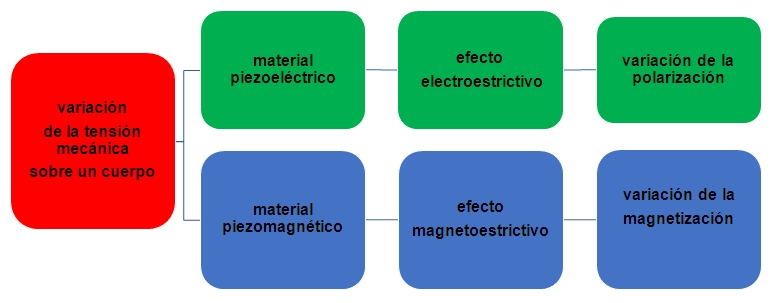 variación
de la tensión
mecánica
sobre un cuerpo
material
piezoeléctrico
efecto
electroestrictivo
variación de la
polarización
material
piezomagnético
efecto
magnetoestrictivo
variación de la
magnetización